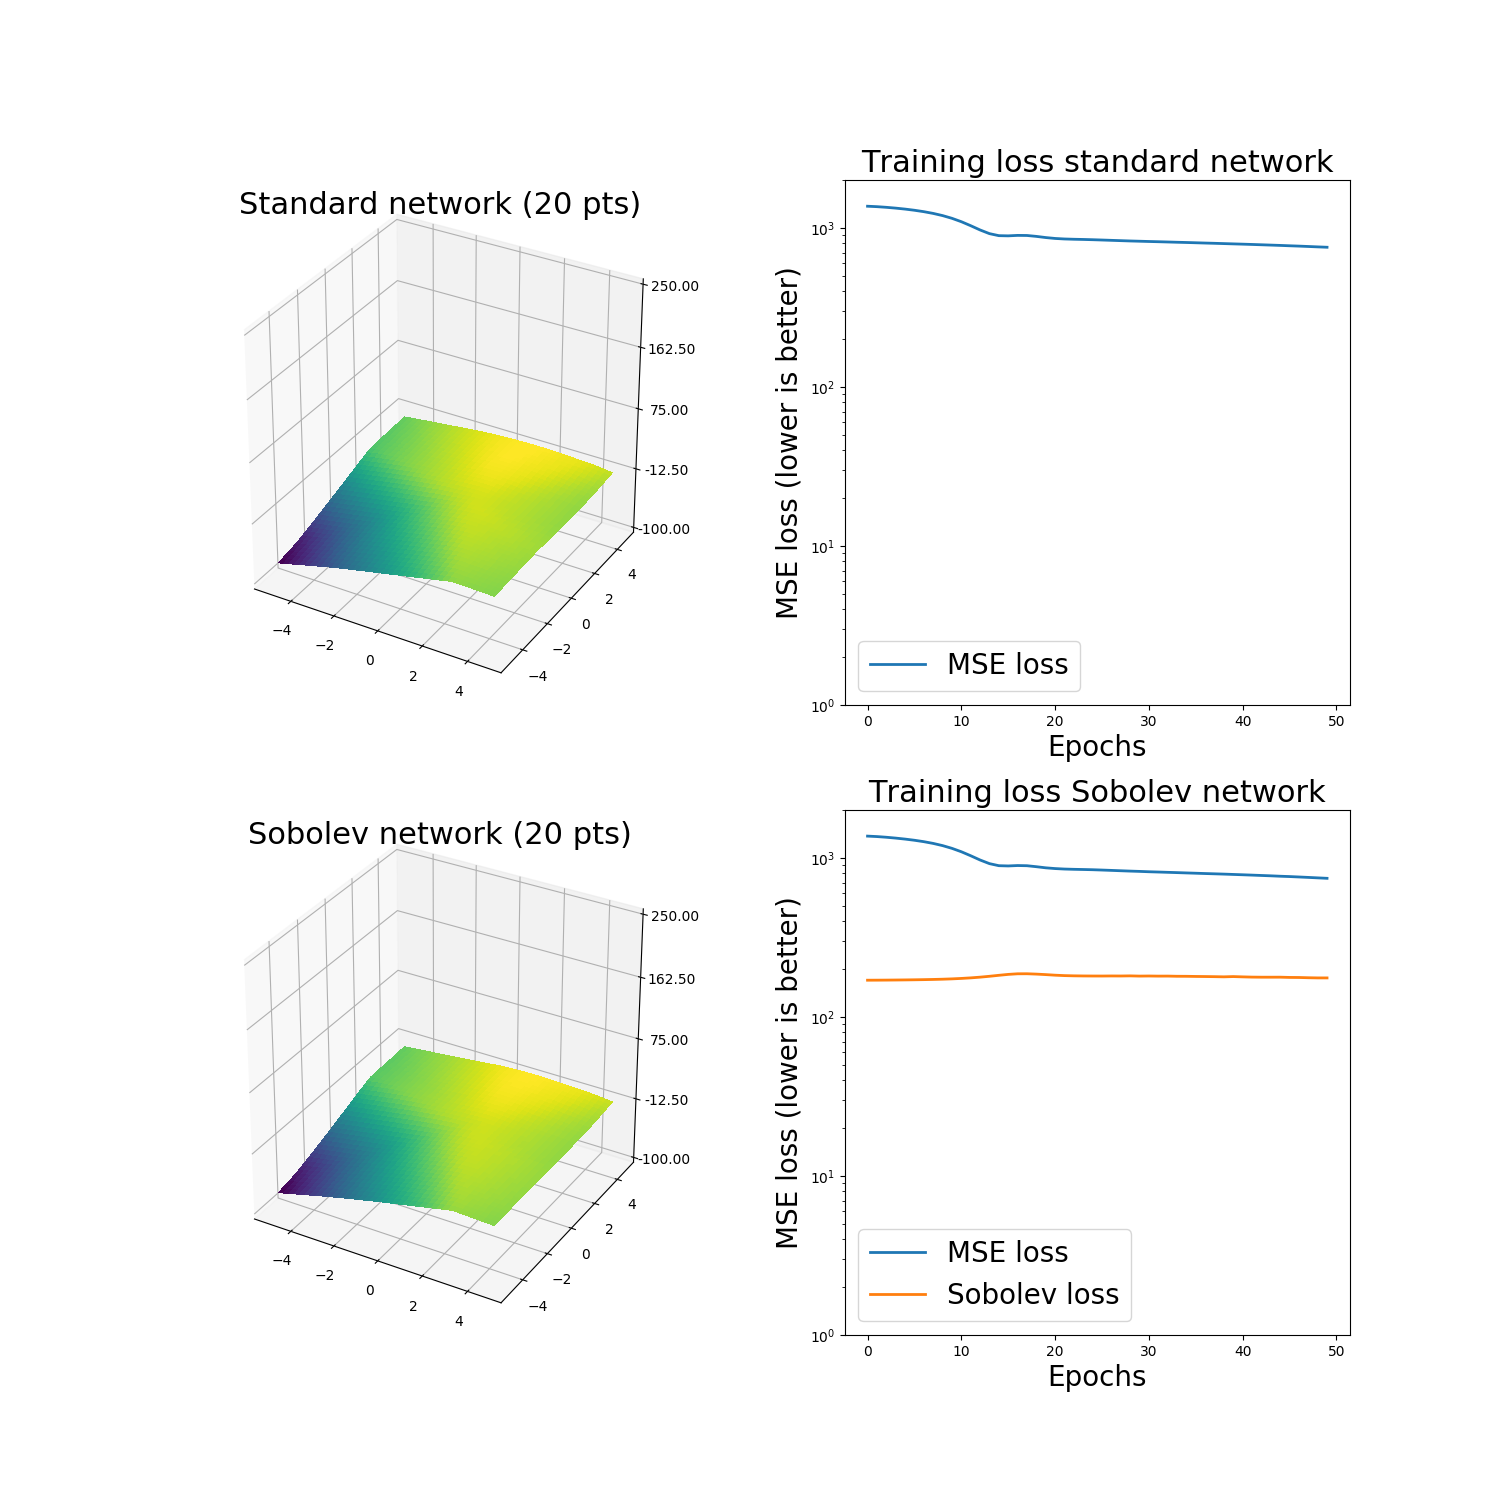 Standard network (20 pts)
250.00
162.50
75.00
-12.50
-100.00
−4
−2
0
2
4
−4
−2
0
2
4
Training loss standard network
MSE loss (lower is better)
10³
10²
10¹
10⁰
MSE loss
0 10 20 30 40 50
Epochs
Sobolev network (20 pts)
250.00
162.50
75.00
-12.50
-100.00
−4
−2
0
2
4
−4
−2
0
2
4
Training loss Sobolev network
MSE loss (lower is better)
10³
10²
10¹
10⁰
MSE loss
Sobolev loss
0 10 20 30 40 50
Epochs